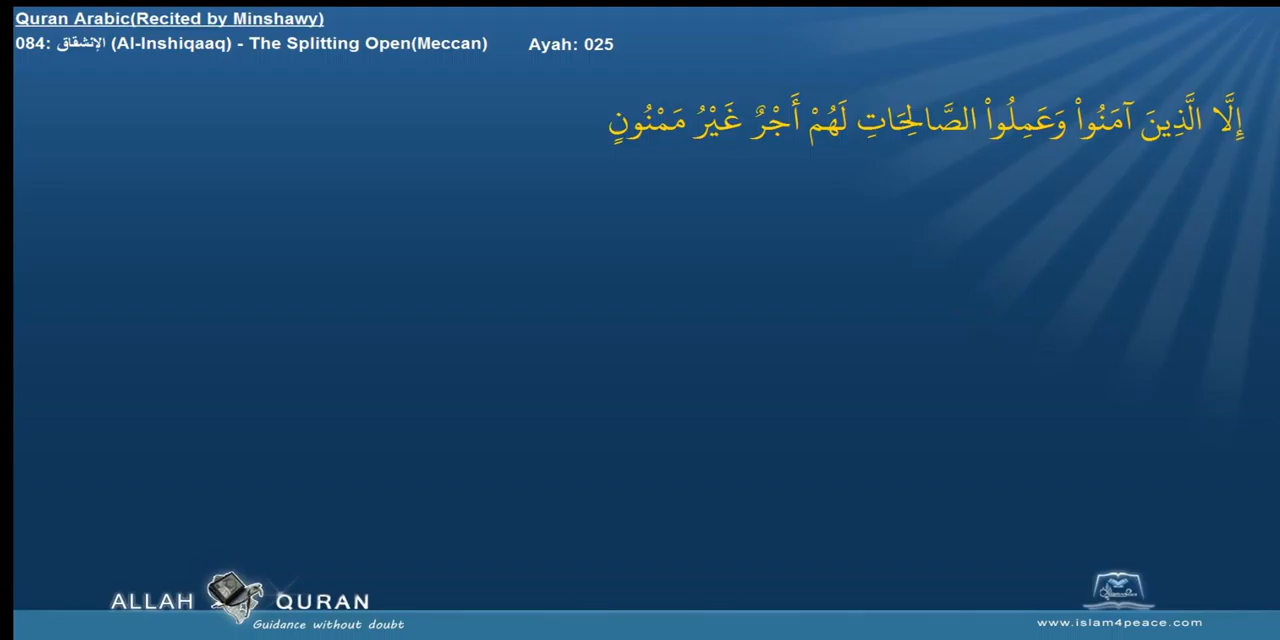 Quran Arabic(Recited by Minshawy)
084: الإنشقاق (Al-Inshiqaaq) - The Splitting Open(Meccan) Ayah: 025
إِلَّا الَّذِينَ آمَنُواْ وَعَمِلُواْ الصَّالِحَاتِ لَهُمْ أَجْرٌ غَيْرُ مَمْنُونٍ
ALLAH QURAN
Guidance without doubt
www.islam4peace.com